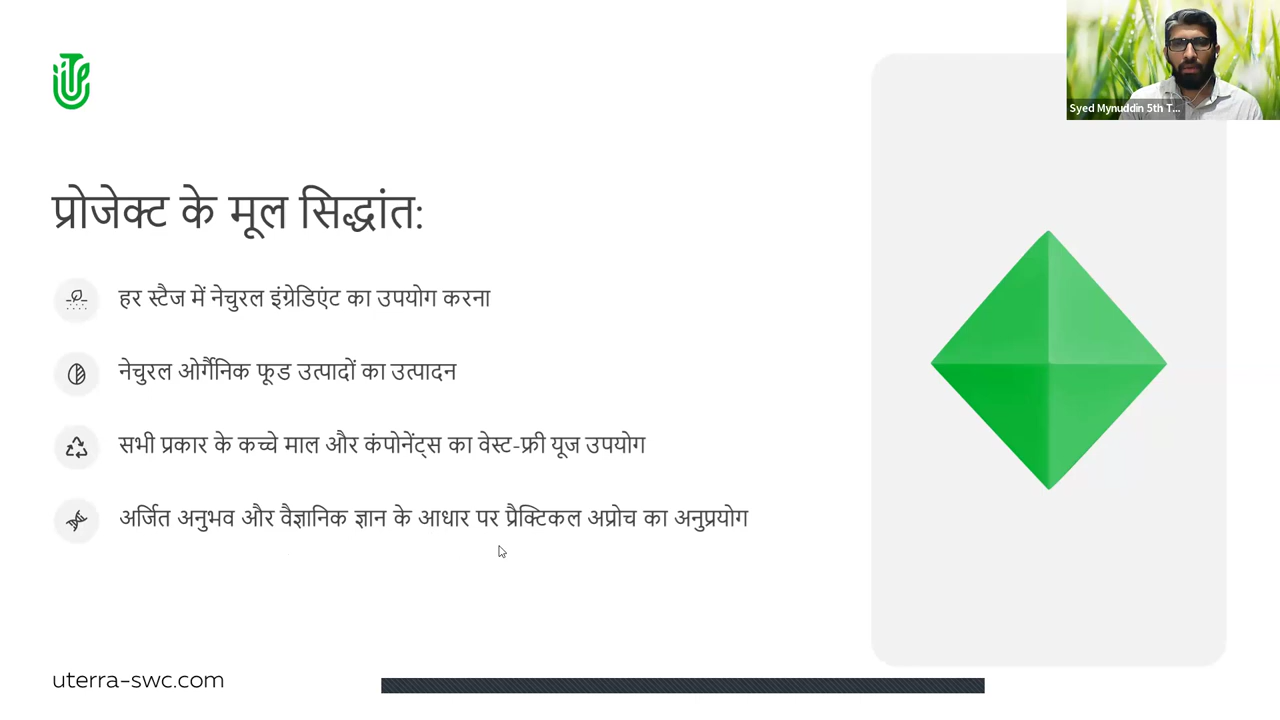 Syed Mynuddin 5th T...
प्रोजेक्ट के मूल सिद्धांत:
हर स्टैज में नेचुरल इंग्रेडिएंट का उपयोग करना
नेचुरल ओर्गैनिक फूड उत्पादों का उत्पादन
सभी प्रकार के कच्चे माल और कंपोनेंट्स का वेस्ट-फ्री यूज उपयोग
अर्जित अनुभव और वैज्ञानिक ज्ञान के आधार पर प्रैक्टिकल अप्रोच का अनुप्रयोग
uterra-swc.com